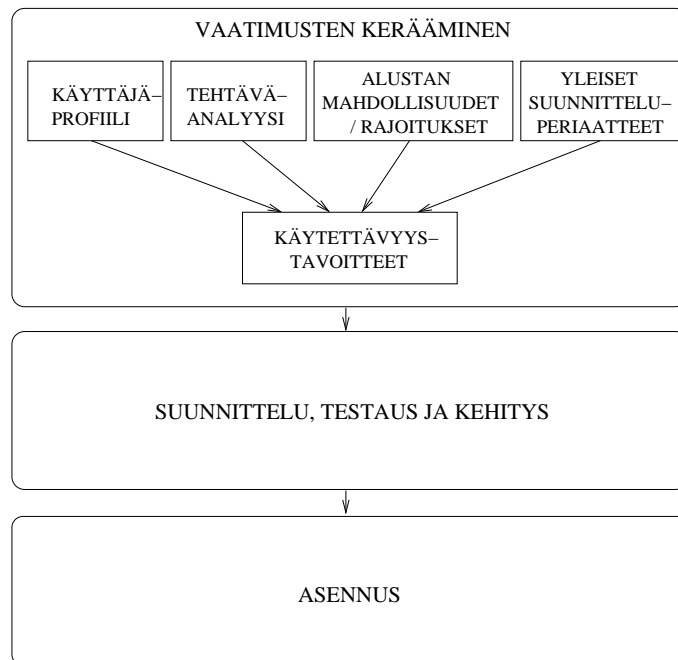 VAATIMUSTEN KERÄÄMINEN
KÄYTTÄJÄ–
PROFIILI
TEHTÄVÄ–
ANALYYSI
ALUSTAN
MAHDOLLISUUDET
/ RAJOITUKSET
YLEISET
SUUNNITTELU–
PERIAATTEET
KÄYTETTÄVYYS–
TAVOITTEET
SUUNNITTELU, TESTAUS JA KEHITYS
ASENNUS